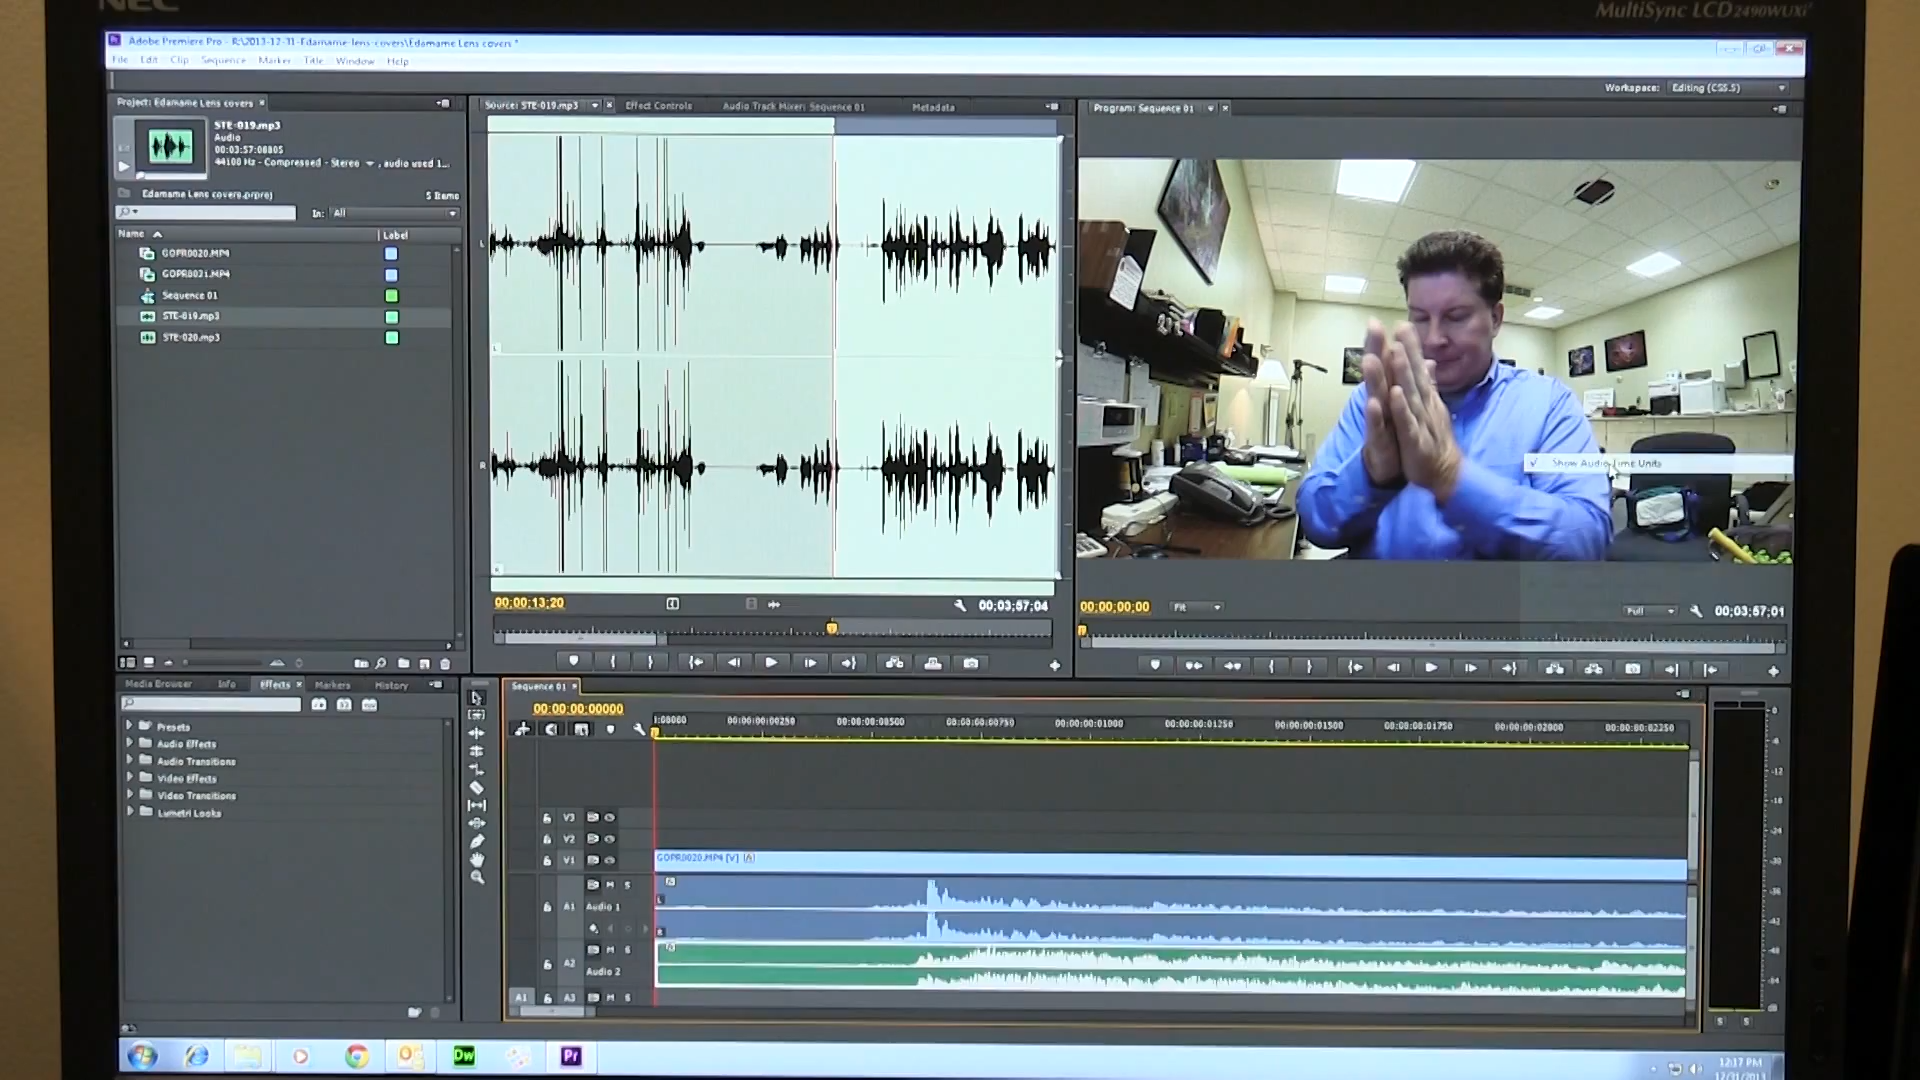 NEC
MultiSync LCD2490WUXi²
Adobe Premiere Pro - R:\2013-12-31-Edamame-lens-covers\Edamame Lens covers *
File Edit Clip Sequence Marker Title Window Help
Workspace: Editing (CS5.5)
Project: Edamame Lens covers
STE-019.mp3
Audio
00:03:57:08805
44100 Hz - Compressed - Stereo , audio used 1...
Edamame Lens covers.prproj
5 Items
In: All
Name Label
GOPR0020.MP4
GOPR0021.MP4
Sequence 01
STE-019.mp3
STE-020.mp3
Source: STE-019.mp3 Effect Controls Audio Track Mixer: Sequence 01 Metadata
L
R
00;00;13;20
00;03;57;04
Program: Sequence 01
Show Audio Time Units
00;00;00;00 Fit Full 00;03;57;01
Media Browser Info Effects Markers History
Presets
Audio Effects
Audio Transitions
Video Effects
Video Transitions
Lumetri Looks
Sequence 01
00:00:00:00000
:00000 00:00:00:00250 00:00:00:00500 00:00:00:00750 00:00:00:01000 00:00:00:01250 00:00:00:01500 00:00:00:01750 00:00:00:02000 00:00:00:02250
V3
V2
V1
GOPR0020.MP4 [V]
M S
A1 Audio 1
M S
A2
Audio 2
A1 A3 M S
0
-6
-12
-18
-24
-30
-36
-42
-48
-54
dB
S S
Dw
Pr
12:17 PM
12/31/2013